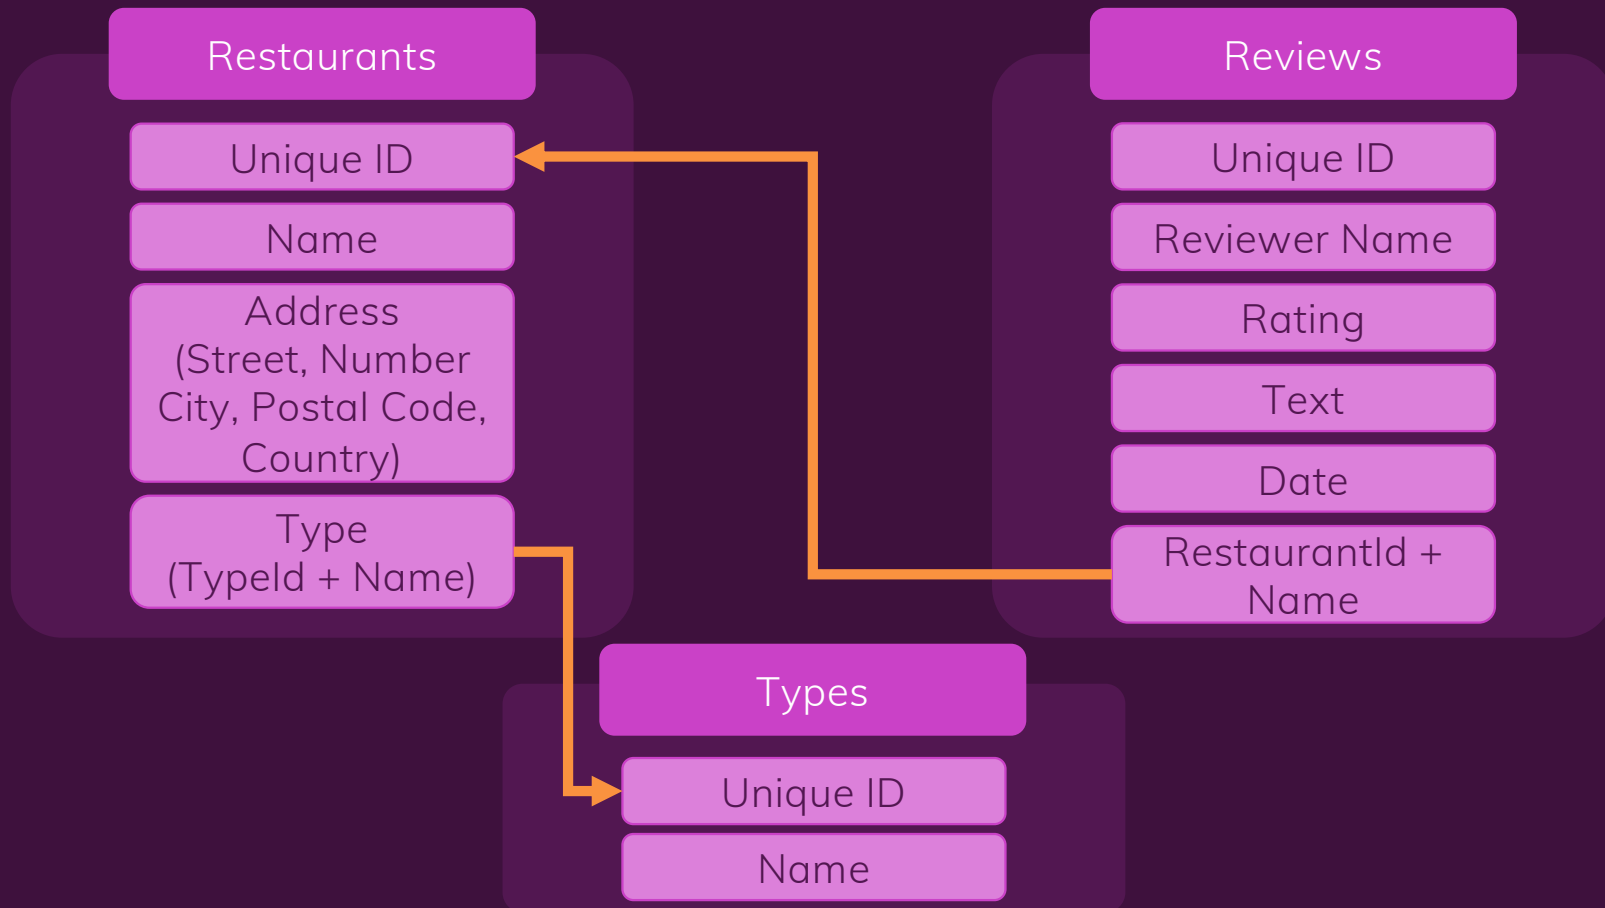 Restaurants
Unique ID
Name
Address
(Street, Number
City, Postal Code,
Country)
Type
(TypeId + Name)
Reviews
Unique ID
Reviewer Name
Rating
Text
Date
RestaurantId +
Name
Types
Unique ID
Name